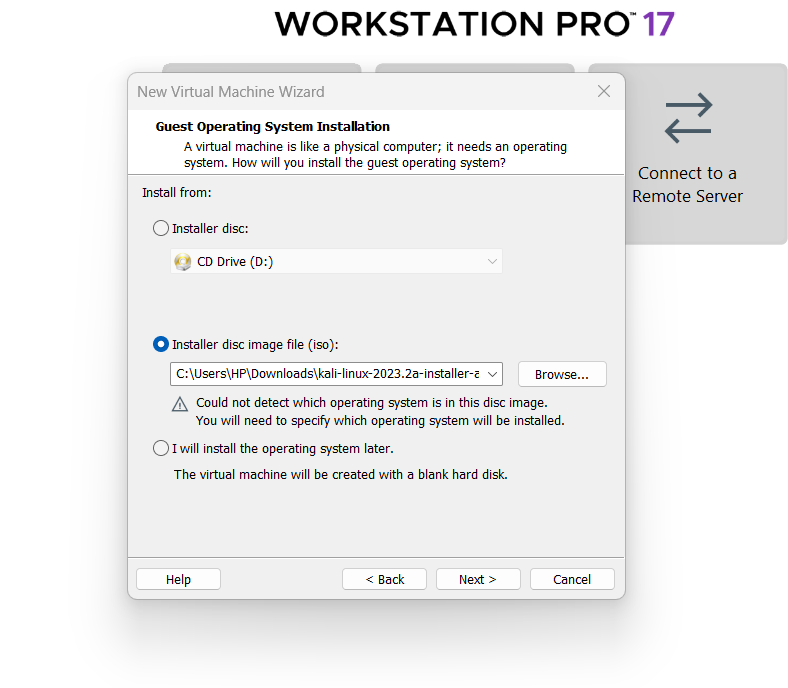 WORKSTATION PRO™ 17
New Virtual Machine Wizard
Guest Operating System Installation
A virtual machine is like a physical computer; it needs an operating
system. How will you install the guest operating system?
Install from:
Installer disc:
CD Drive (D:)
Installer disc image file (iso):
C:\Users\HP\Downloads\kali-linux-2023.2a-installer-a
Browse...
Could not detect which operating system is in this disc image.
You will need to specify which operating system will be installed.
I will install the operating system later.
The virtual machine will be created with a blank hard disk.
Help
< Back
Next >
Cancel
Connect to a
Remote Server